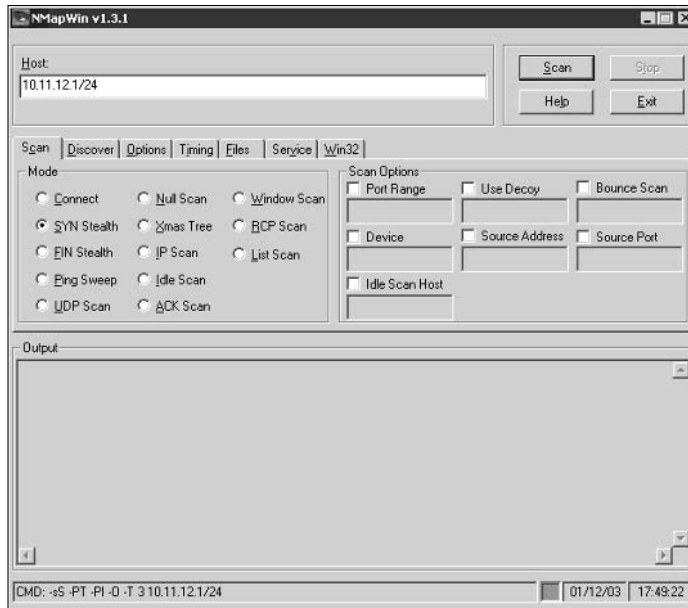 NMapWin v1.3.1
Host:
10.11.12.1/24
Scan
Stop
Help
Exit
Scan Discover Options Timing Files Service Win32
Mode
Connect Null Scan Window Scan
SYN Stealth Xmas Tree RCP Scan
FIN Stealth IP Scan List Scan
Ping Sweep Idle Scan
UDP Scan ACK Scan
Scan Options
Port Range Use Decoy Bounce Scan
Device Source Address Source Port
Idle Scan Host
Output
CMD: -sS -PT -PI -O -T 3 10.11.12.1/24
01/12/03 17:49:22